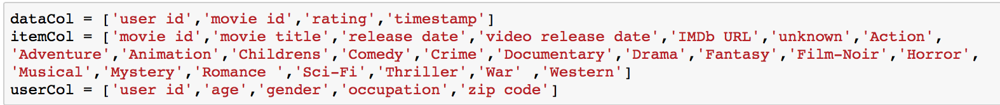 dataCol = ['user id','movie id','rating','timestamp']
itemCol = ['movie id','movie title','release date','video release date','IMDb URL','unknown','Action',
'Adventure','Animation','Childrens','Comedy','Crime','Documentary','Drama','Fantasy','Film-Noir','Horror',
'Musical','Mystery','Romance ','Sci-Fi','Thriller','War' ,'Western']
userCol = ['user id','age','gender','occupation','zip code']